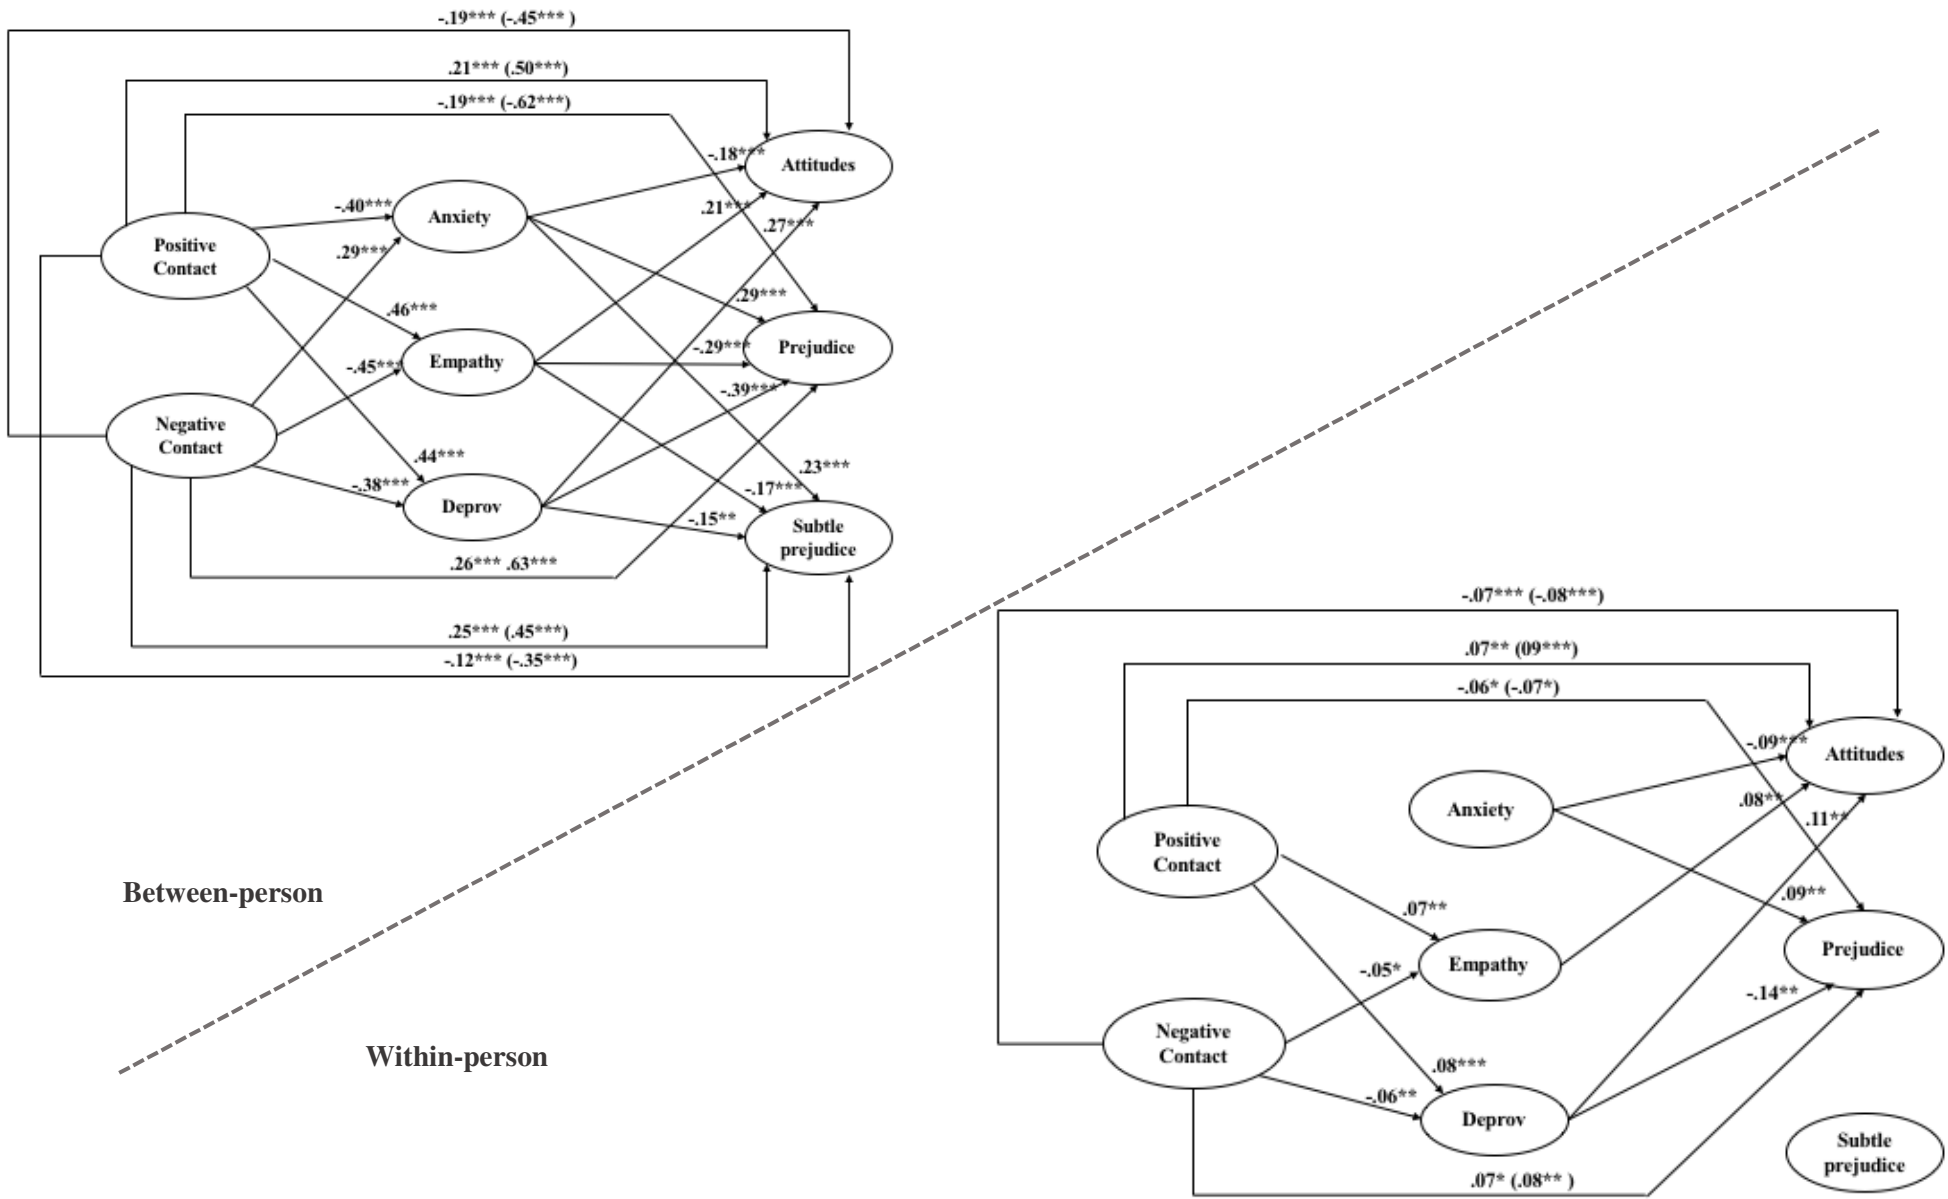 -.19*** (-.45*** )
.21*** (.50***)
-.19*** (-.62***)
-.18***
Attitudes
-.40***
Anxiety
.21***
.27***
Positive
Contact
.29***
.46***
.29***
Empathy
-.29***
Prejudice
-.45***
-.39***
Negative
Contact
.44***
.23***
-.38***
-.17***
Deprov
-.15**
Subtle
prejudice
.26*** .63***
.25*** (.45***)
-.12*** (-.35***)
Between-person
Within-person
-.07*** (-.08***)
.07** (09***)
-.06* (-.07*)
-.09***
Attitudes
Anxiety
.08**
.11**
Positive
Contact
.09**
.07**
Empathy
-.05*
Prejudice
-.14**
Negative
Contact
.08***
-.06**
Deprov
Subtle
prejudice
.07* (.08** )